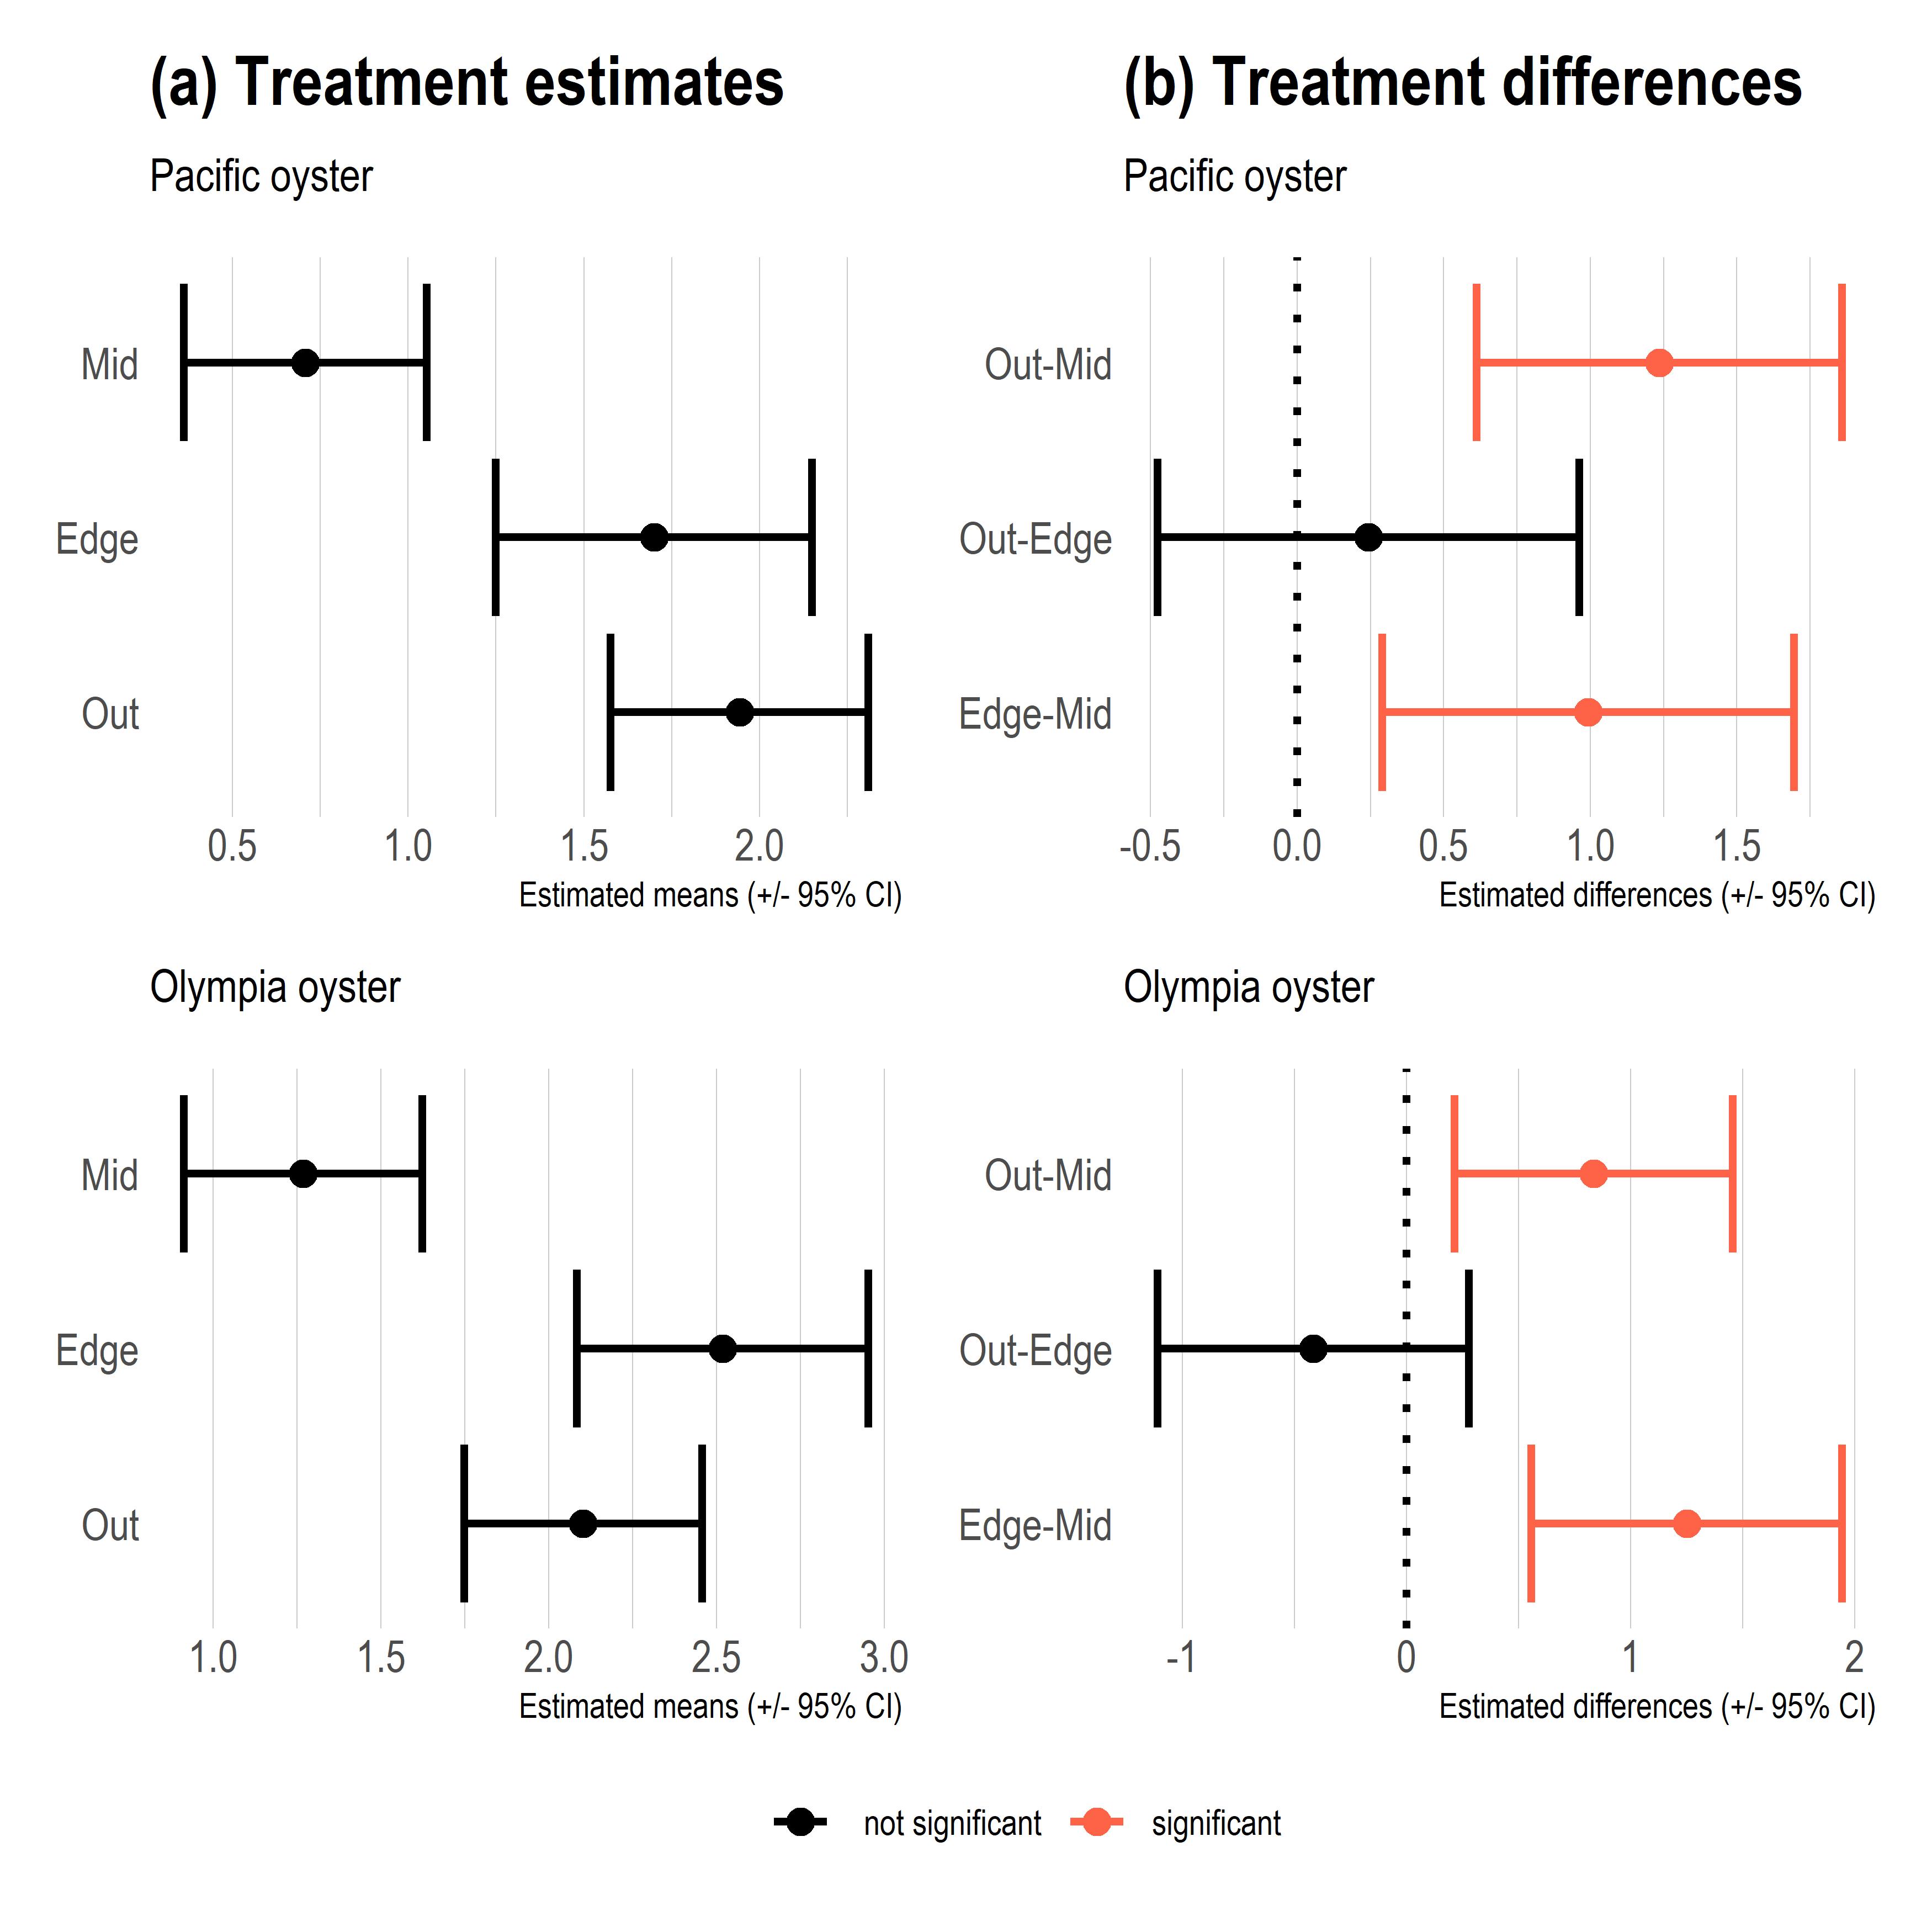 (a) Treatment estimates
Pacific oyster
Mid
Edge
Out
0.5 1.0 1.5 2.0
Estimated means (+/- 95% CI)
(b) Treatment differences
Pacific oyster
Out-Mid
Out-Edge
Edge-Mid
-0.5 0.0 0.5 1.0 1.5
Estimated differences (+/- 95% CI)
Olympia oyster
Mid
Edge
Out
1.0 1.5 2.0 2.5 3.0
Estimated means (+/- 95% CI)
Olympia oyster
Out-Mid
Out-Edge
Edge-Mid
-1 0 1 2
Estimated differences (+/- 95% CI)
not significant significant